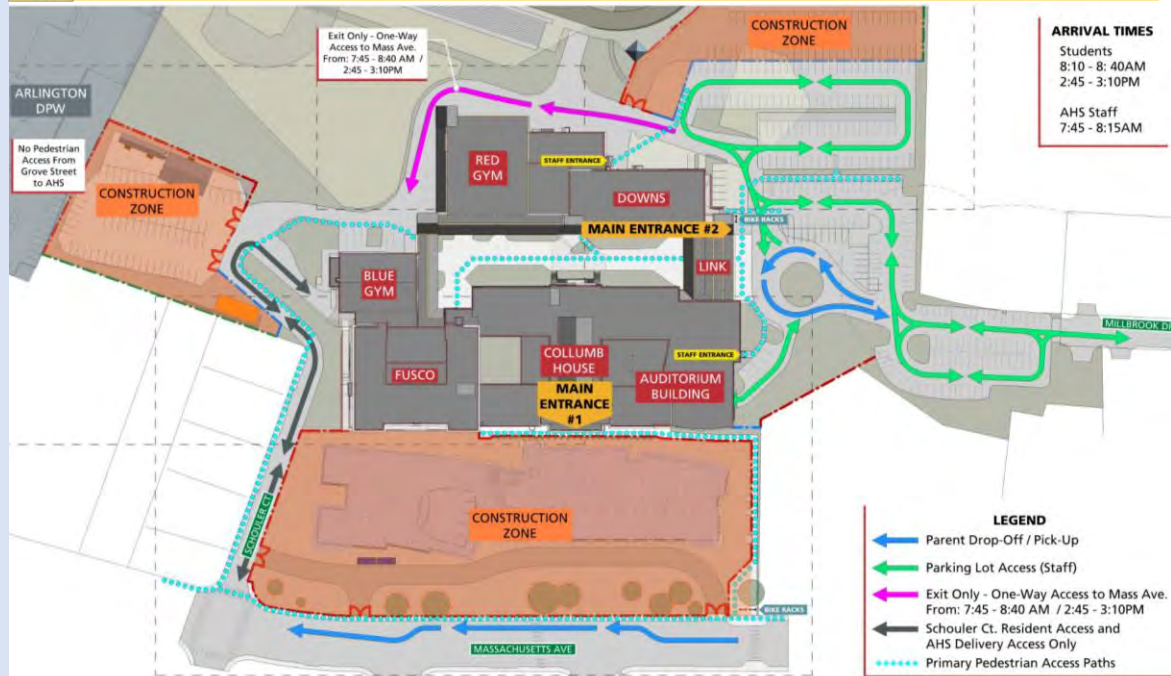 Exit Only - One-Way
Access to Mass Ave.
From: 7:45 - 8:40 AM /
2:45 - 3:10PM
CONSTRUCTION
ZONE
ARRIVAL TIMES
Students
8:10 - 8: 40AM
2:45 - 3:10PM
AHS Staff
7:45 - 8:15AM
ARLINGTON
DPW
No Pedestrian
Access From
Grove Street
to AHS
CONSTRUCTION
ZONE
RED
GYM
STAFF ENTRANCE
DOWNS
BIKE RACKS
MAIN ENTRANCE #2
LINK
BLUE
GYM
FUSCO
COLLUMB
HOUSE
STAFF ENTRANCE
AUDITORIUM
BUILDING
MAIN
ENTRANCE
#1
MILLBROOK D
SCHOULER CT
CONSTRUCTION
ZONE
BIKE RACKS
MASSACHUSETTS AVE
LEGEND
Parent Drop-Off / Pick-Up
Parking Lot Access (Staff)
Exit Only - One-Way Access to Mass Ave.
From: 7:45 - 8:40 AM / 2:45 - 3:10PM
Schouler Ct. Resident Access and
AHS Delivery Access Only
Primary Pedestrian Access Paths